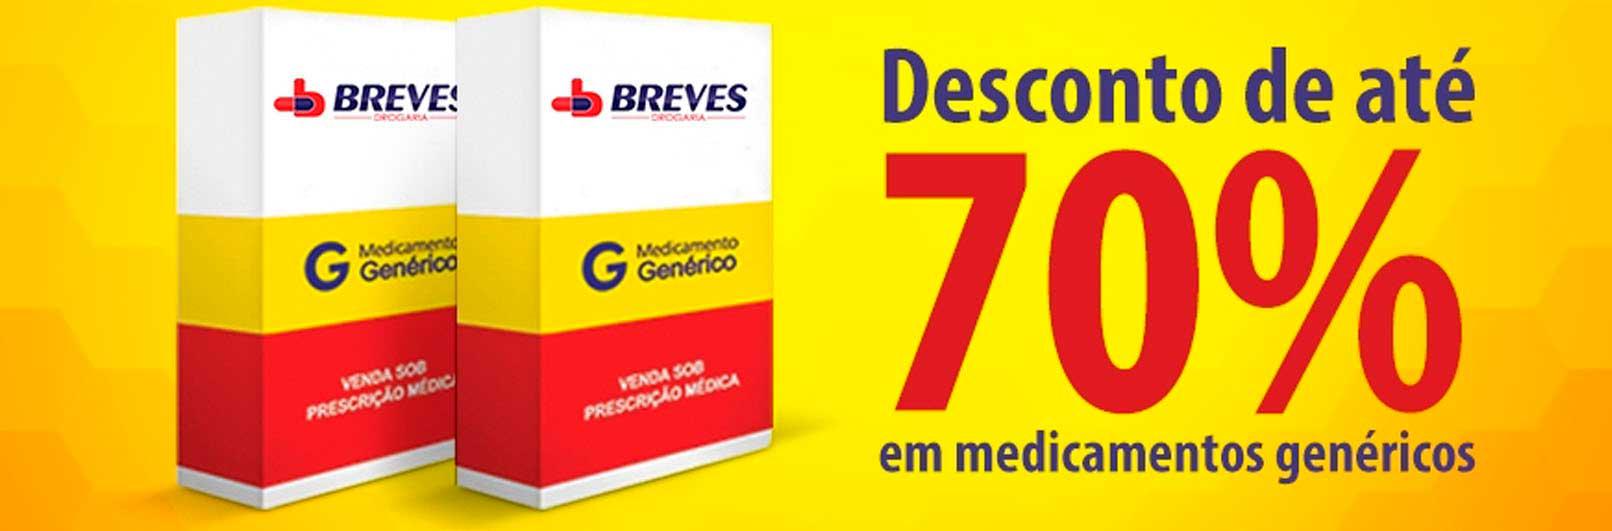 BREVES
DROGARIA
G Medicamento
Genérico
VENDA SOB
PRESCRIÇÃO MÉDICA
BREVES
DROGARIA
G Medicamento
Genérico
VENDA SOB
PRESCRIÇÃO MÉDICA
Desconto de até
70%
em medicamentos genéricos